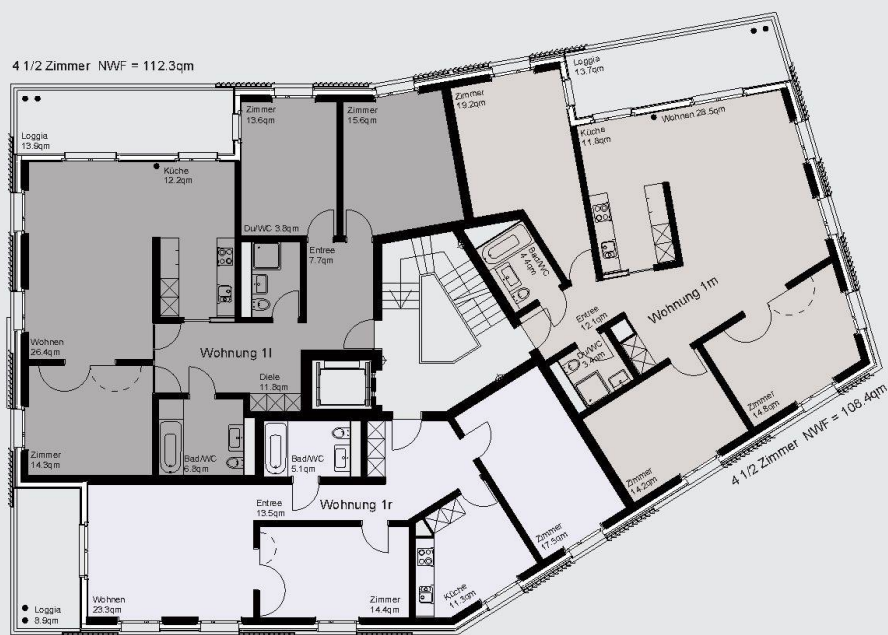 4 1/2 Zimmer NWF = 112.3qm
Loggia
13.9qm
Zimmer
13.6qm
Zimmer
15.6qm
Zimmer
19.2qm
Loggia
13.7qm
Küche
11.8qm
Wohnen 28.5qm
Küche
12.2qm
Du/WC 3.8qm
Entree
7.7qm
Bad/WC
4.4qm
Wohnen
26.4qm
Wohnung 1l
Diele
11.8qm
Entree
12.1qm
Wohnung 1m
Du/WC
3.4qm
Zimmer
14.3qm
Bad/WC
6.8qm
Bad/WC
5.1qm
Zimmer
14.8qm
Zimmer
14.2qm
4 1/2 Zimmer NWF = 108.4qm
Entree
13.5qm
Wohnung 1r
Zimmer
17.5qm
Loggia
8.9qm
Wohnen
23.3qm
Zimmer
14.4qm
Küche
11.3qm